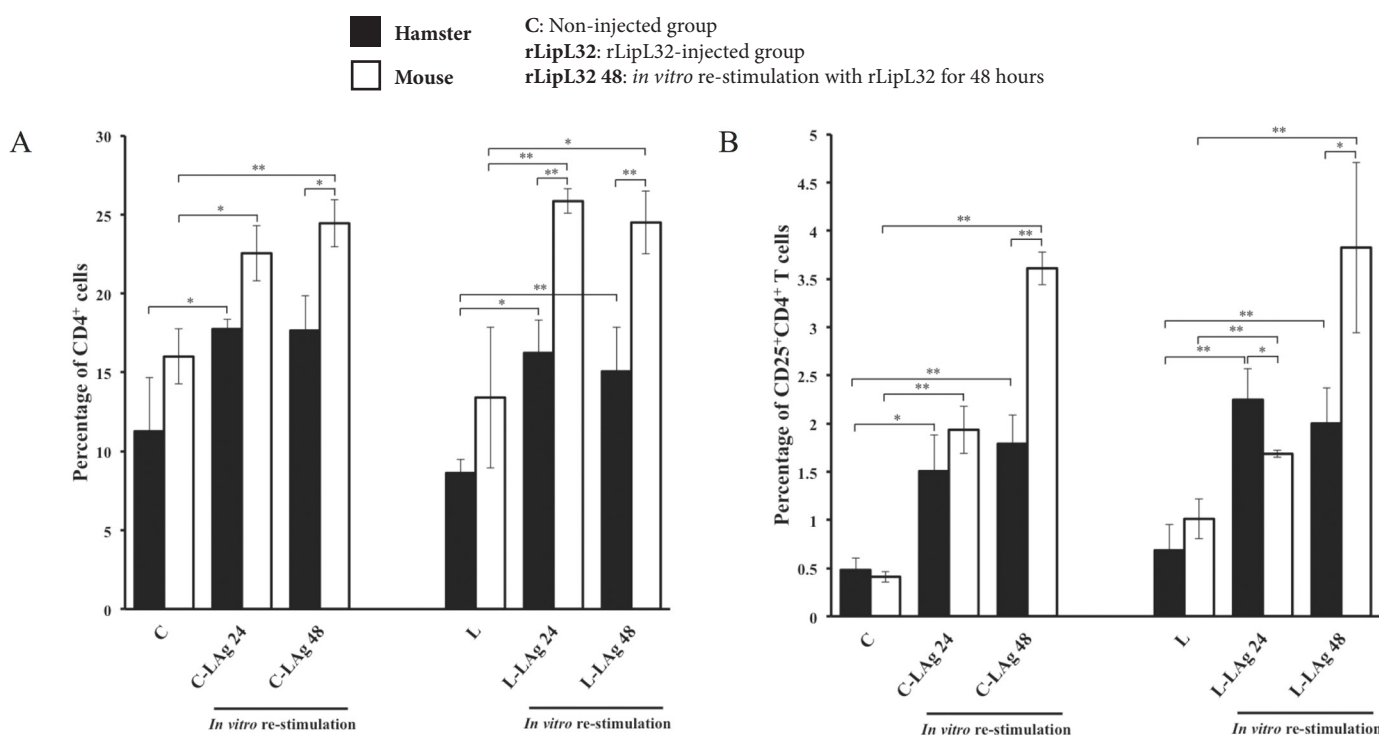 Hamster
Mouse
C: Non-injected group
rLipL32: rLipL32-injected group
rLipL32 48: in vitro re-stimulation with rLipL32 for 48 hours
A
Percentage of CD4+ cells
30
25
20
15
10
5
0
**
*
*
*
*
**
**
**
**
*
C
C-LAg 24
C-LAg 48
L
L-LAg 24
L-LAg 48
In vitro re-stimulation
In vitro re-stimulation
B
Percentage of CD25+CD4+ T cells
5
4.5
4
3.5
3
2.5
2
1.5
1
0.5
0
**
**
**
**
*
**
*
**
**
**
*
C
C-LAg 24
C-LAg 48
L
L-LAg 24
L-LAg 48
In vitro re-stimulation
In vitro re-stimulation